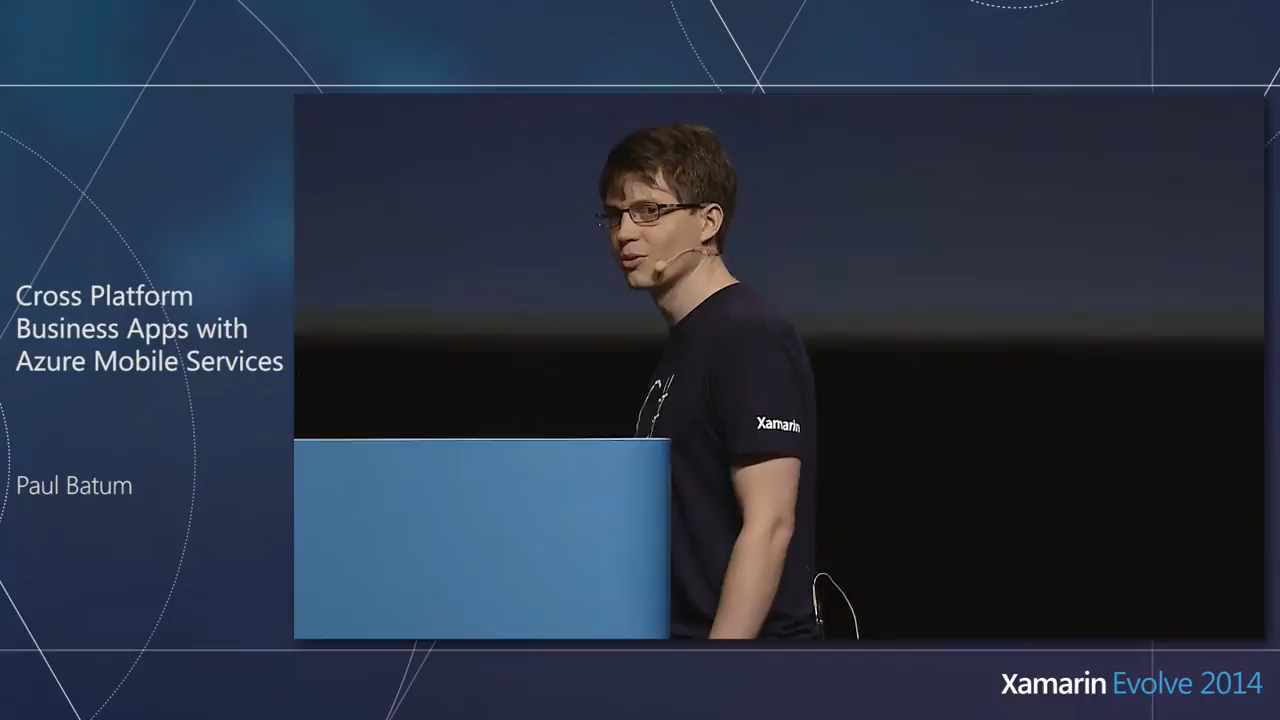 Cross Platform
Business Apps with
Azure Mobile Services
Paul Batum
Xamarin
Xamarin Evolve 2014